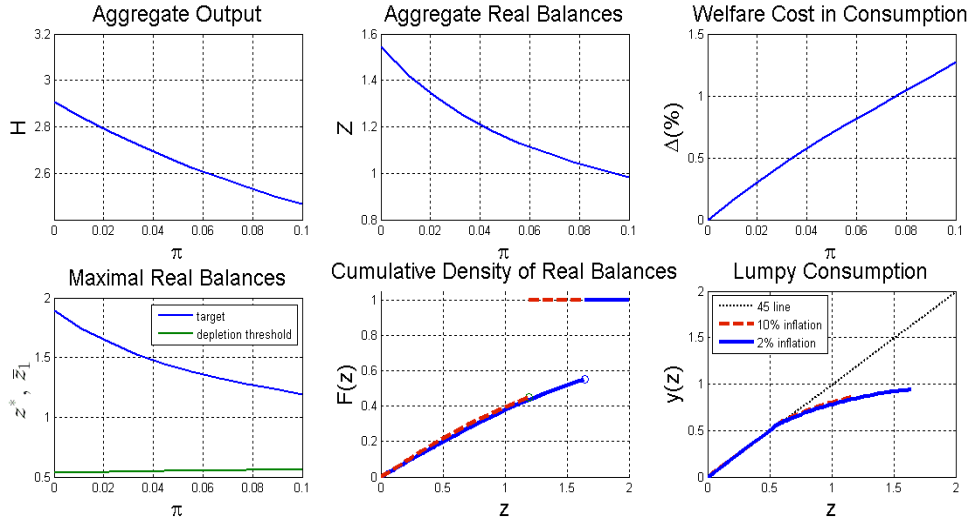 Aggregate Output
3.2
3
2.8
2.6
H
0
0.02
0.04
0.06
0.08
0.1
π
Aggregate Real Balances
1.6
1.4
1.2
1
0.8
Z
0
0.02
0.04
0.06
0.08
0.1
π
Welfare Cost in Consumption
1.5
1
0.5
0
Δ(%)
0
0.02
0.04
0.06
0.08
0.1
π
Maximal Real Balances
2
1.5
1
0.5
z*, z̄₁
target
depletion threshold
0
0.02
0.04
0.06
0.08
0.1
π
Cumulative Density of Real Balances
1
0.8
0.6
0.4
0.2
0
F(z)
0
0.5
1
1.5
2
z
Lumpy Consumption
2
1.5
1
0.5
0
y(z)
45 line
10% inflation
2% inflation
0
0.5
1
1.5
2
z